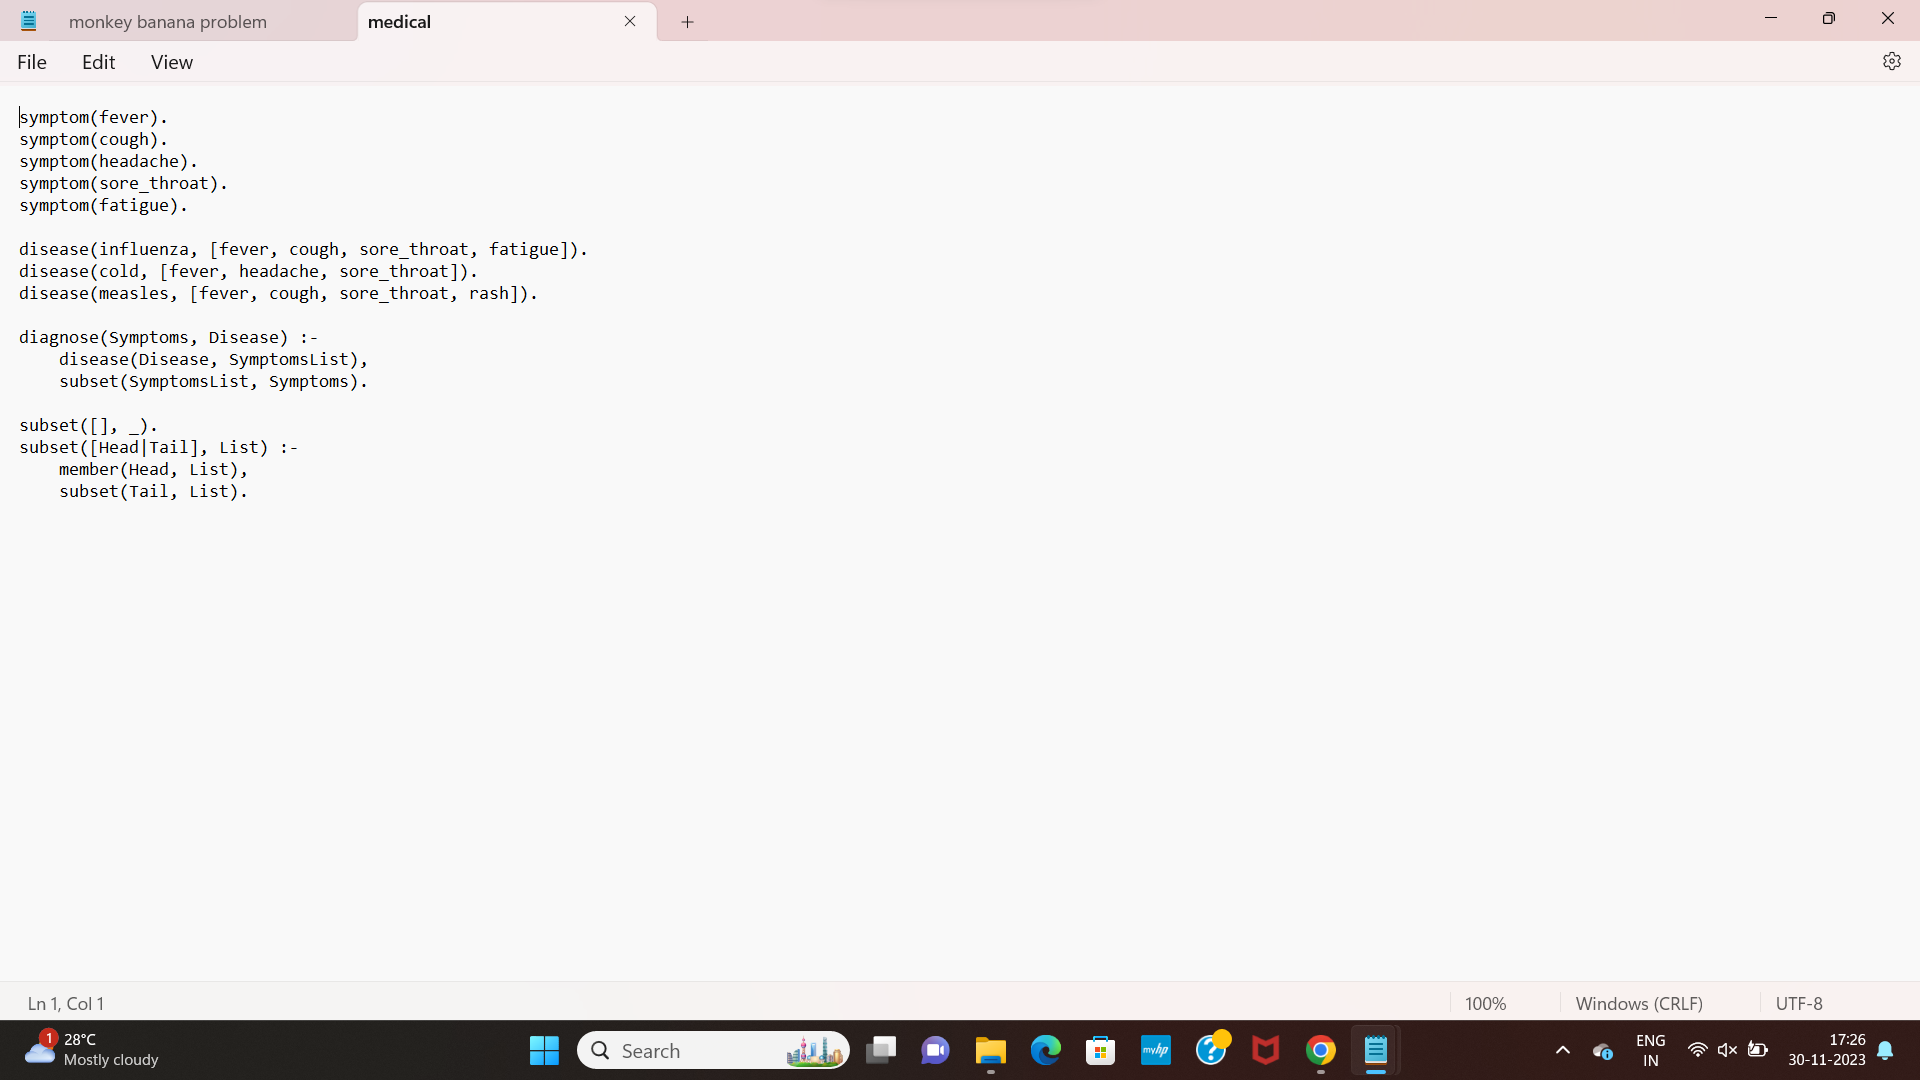 monkey banana problem
medical
File Edit View
symptom(fever).
symptom(cough).
symptom(headache).
symptom(sore_throat).
symptom(fatigue).
disease(influenza, [fever, cough, sore_throat, fatigue]).
disease(cold, [fever, headache, sore_throat]).
disease(measles, [fever, cough, sore_throat, rash]).
diagnose(Symptoms, Disease) :-
    disease(Disease, SymptomsList),
    subset(SymptomsList, Symptoms).
subset([], _).
subset([Head|Tail], List) :-
    member(Head, List),
    subset(Tail, List).
Ln 1, Col 1
100%
Windows (CRLF)
UTF-8
1
28°C
Mostly cloudy
Search
myhp
ENG
IN
17:26
30-11-2023